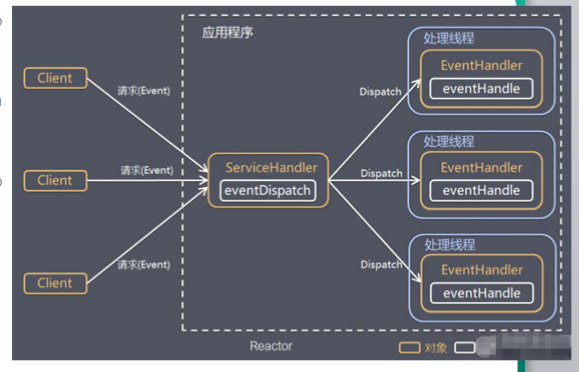 应用程序
处理线程
EventHandler
eventHandle
Client
请求(Event)
Dispatch
处理线程
EventHandler
eventHandle
Client
请求(Event)
ServiceHandler
eventDispatch
Dispatch
处理线程
EventHandler
eventHandle
Client
请求(Event)
Dispatch
Reactor
对象